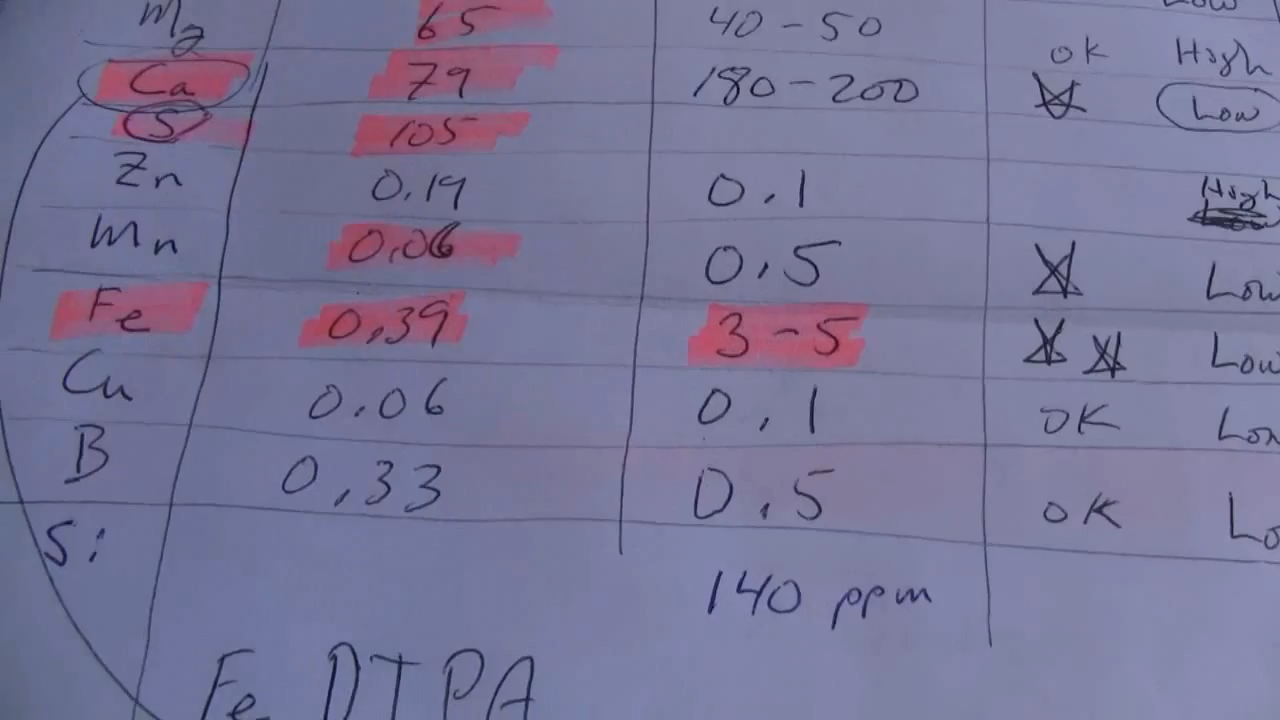 Mg 65 40-50 Low
Ca 79 180-200 OK High
S 105 Low
Zn 0.19 0.1 High
Mn 0.06 0.5 Low
Fe 0.39 3-5 Low
Cu 0.06 0.1 OK Low
B 0.33 0.5 OK Lo
Si 140 ppm
Fe DTPA